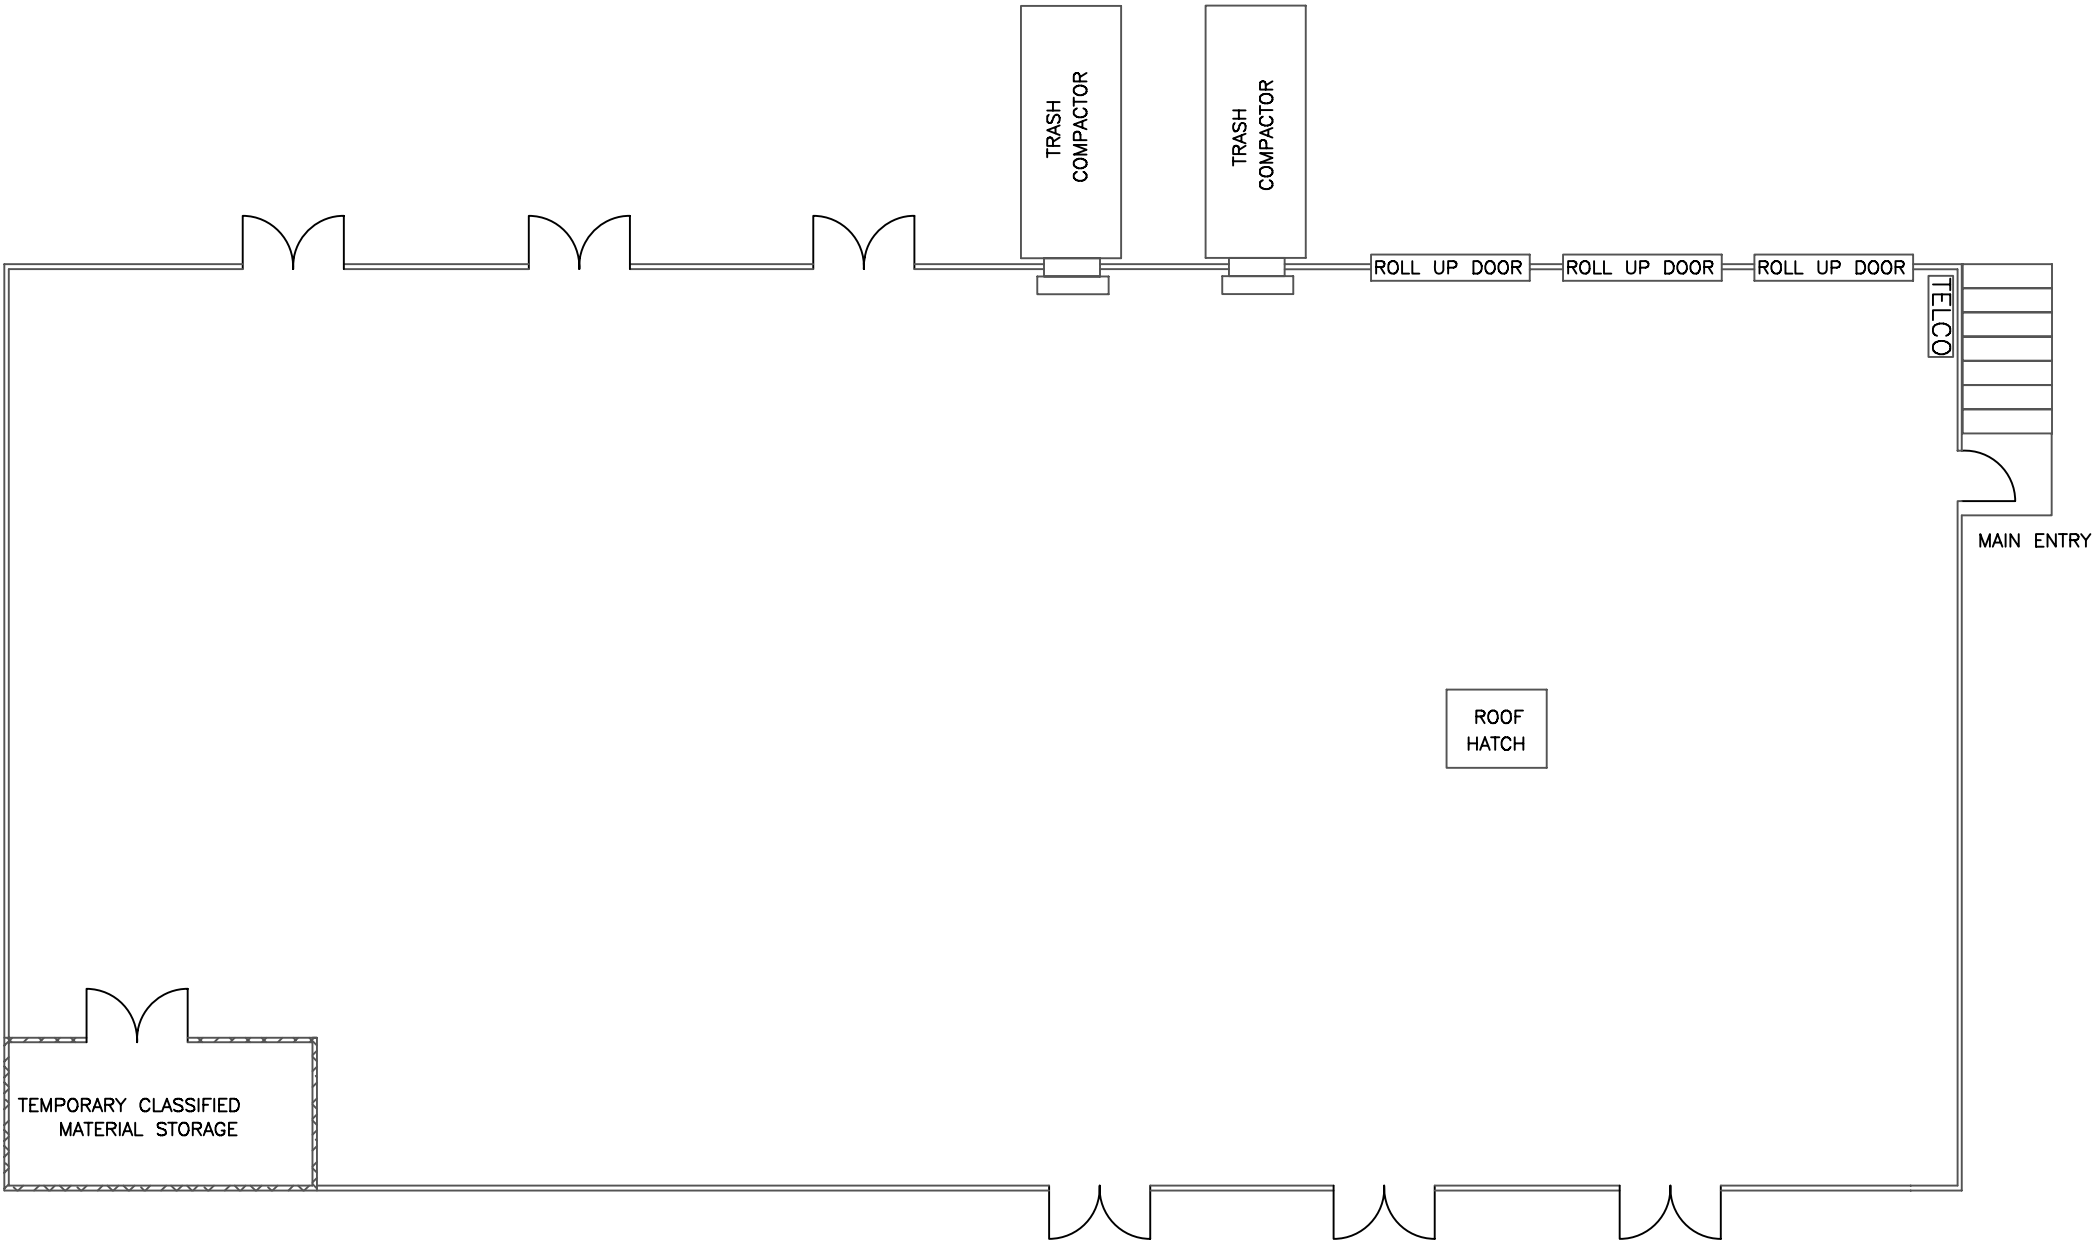 TRASH
COMPACTOR
TRASH
COMPACTOR
ROLL UP DOOR
ROLL UP DOOR
ROLL UP DOOR
TELCO
MAIN ENTRY
ROOF
HATCH
TEMPORARY CLASSIFIED
MATERIAL STORAGE